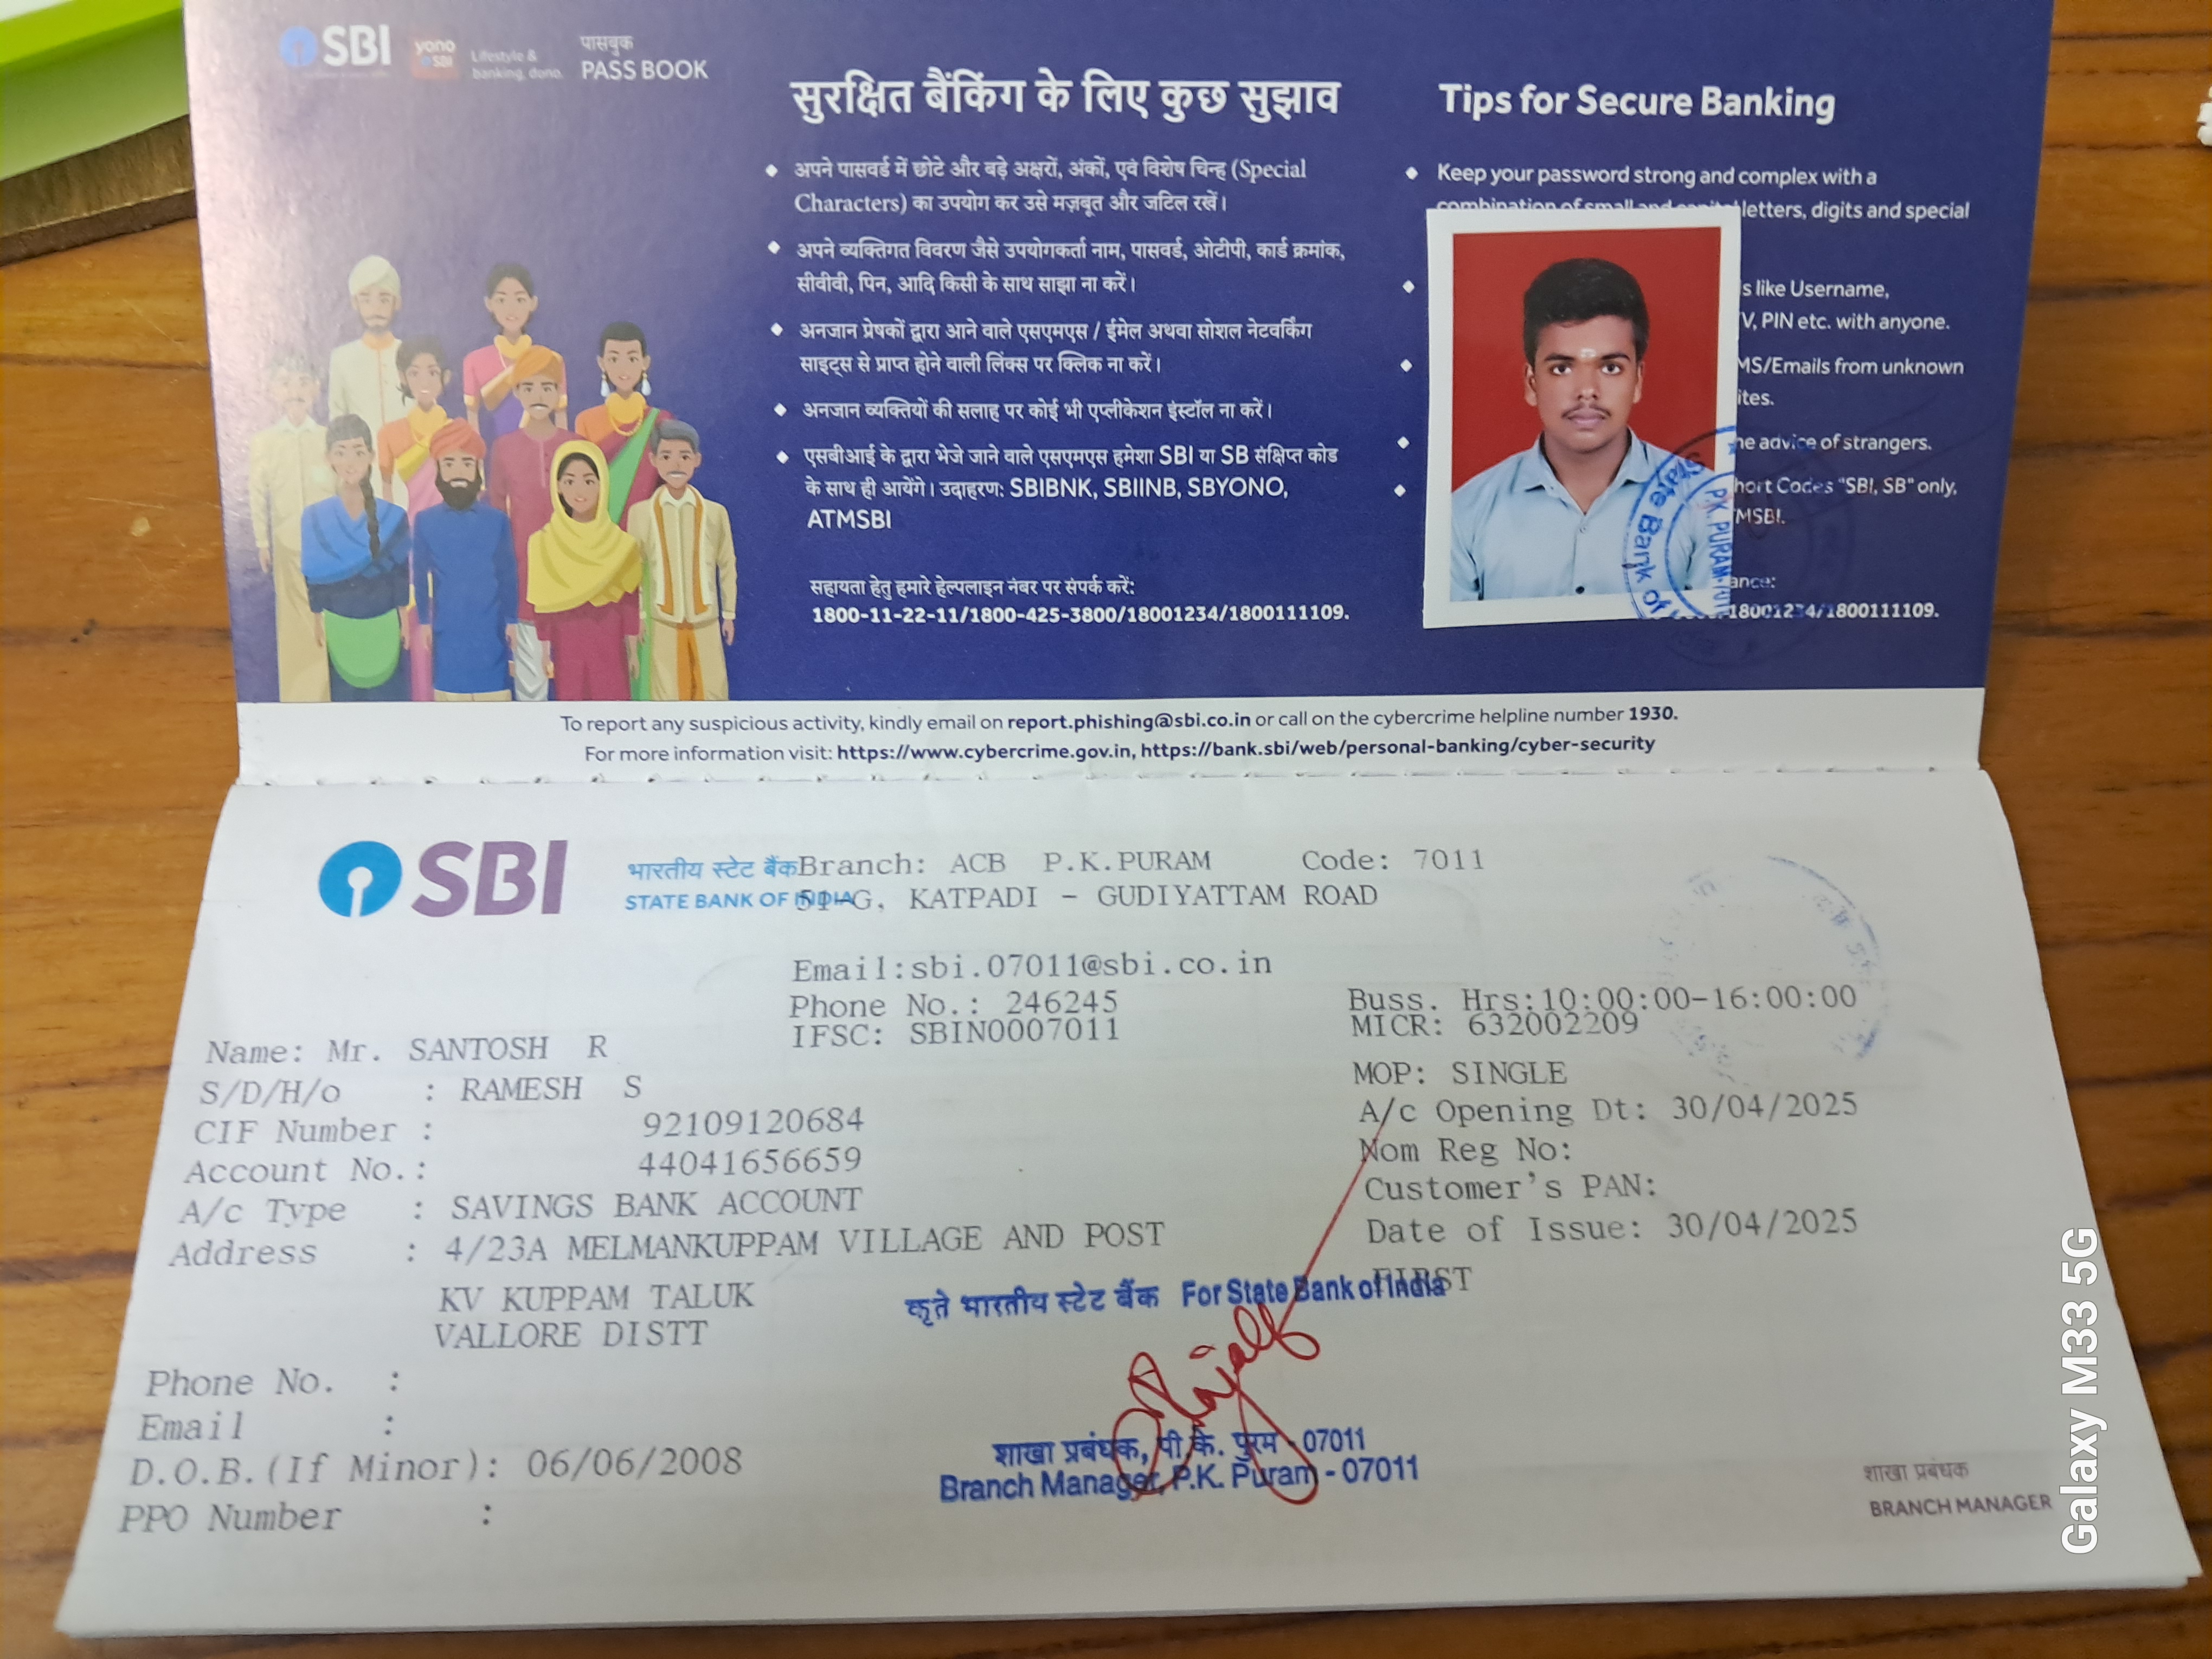 SBI
yono SBI
Lifestyle & banking, duno.
पासबुक
PASS BOOK
सुरक्षित बैंकिंग के लिए कुछ सुझाव
अपने पासवर्ड में छोटे और बड़े अक्षरों, अंकों, एवं विशेष चिन्ह (Special
Characters) का उपयोग कर उसे मज़बूत और जटिल रखें।
अपने व्यक्तिगत विवरण जैसे उपयोगकर्ता नाम, पासवर्ड, ओटीपी, कार्ड क्रमांक,
सीवीवी, पिन, आदि किसी के साथ साझा ना करें।
अनजान प्रेषकों द्वारा आने वाले एसएमएस / ईमेल अथवा सोशल नेटवर्किंग
साइट्स से प्राप्त होने वाली लिंक्स पर क्लिक ना करें।
अनजान व्यक्तियों की सलाह पर कोई भी एप्लीकेशन इंस्टॉल ना करें।
एसबीआई के द्वारा भेजे जाने वाले एसएमएस हमेशा SBI या SB संक्षिप्त कोड
के साथ ही आयेंगे। उदाहरण: SBIBNK, SBIINB, SBYONO,
ATMSBI
सहायता हेतु हमारे हेल्पलाइन नंबर पर संपर्क करें:
1800-11-22-11/1800-425-3800/18001234/1800111109.
Tips for Secure Banking
Keep your password strong and complex with a
combination of small and capital letters, digits and special
s like Username,
V, PIN etc. with anyone.
MS/Emails from unknown
ites.
he advice of strangers.
hort Codes "SBI, SB" only,
MSBI.
ance:
18001234/1800111109.
State Bank of
P.K. PURAM
To report any suspicious activity, kindly email on report.phishing@sbi.co.in or call on the cybercrime helpline number 1930.
For more information visit: https://www.cybercrime.gov.in, https://bank.sbi/web/personal-banking/cyber-security
SBI
भारतीय स्टेट बैंक
STATE BANK OF INDIA
Branch: ACB P.K.PURAM Code: 7011
51-G, KATPADI - GUDIYATTAM ROAD
Email:sbi.07011@sbi.co.in
Phone No.: 246245 Buss. Hrs:10:00:00-16:00:00
IFSC: SBIN0007011 MICR: 632002209
Name: Mr. SANTOSH R
MOP: SINGLE
S/D/H/o : RAMESH S
A/c Opening Dt: 30/04/2025
CIF Number : 92109120684
Nom Reg No:
Account No.: 44041656659
Customer's PAN:
A/c Type : SAVINGS BANK ACCOUNT
Date of Issue: 30/04/2025
Address : 4/23A MELMANKUPPAM VILLAGE AND POST
FIRST
KV KUPPAM TALUK
VALLORE DISTT
कृते भारतीय स्टेट बैंक For State Bank of India
Phone No. :
Email :
D.O.B.(If Minor): 06/06/2008
PPO Number :
शाखा प्रबंधक, पी.के. पुरम - 07011
Branch Manager, P.K. Puram - 07011
शाखा प्रबंधक
BRANCH MANAGER
Galaxy M33 5G